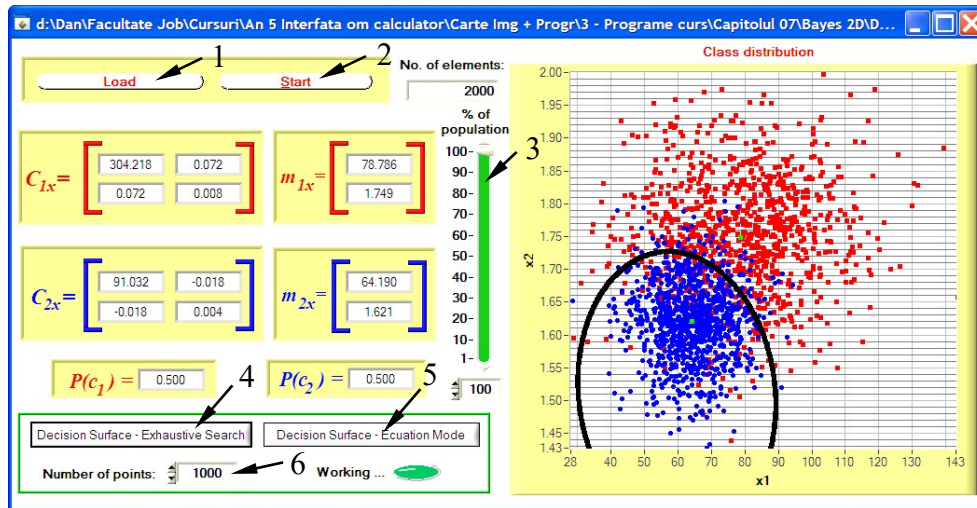 d:\Dan\Facultate Job\Cursuri\An 5 Interfata om calculator\Carte Img + Progr\3 - Programe curs\Capitolul 07\Bayes 2D\D...
1 2
Load Start
No. of elements:
2000
% of population
100-
90-
80-
70-
60-
50-
40-
30-
20-
10-
1-
100
3
C1x=
304.218 0.072
0.072 0.008
m1x=
78.786
1.749
C2x=
91.032 -0.018
-0.018 0.004
m2x=
64.190
1.621
P(c1) = 0.500
P(c2) = 0.500
4 5
Decision Surface - Exhaustive Search Decision Surface - Ecuation Mode
Number of points: 1000 6 Working ...
Class distribution
2.00-
1.95-
1.90-
1.85-
1.80-
1.75-
1.70-
1.65-
1.60-
1.55-
1.50-
1.45-
1.43-
x2
28 40 50 60 70 80 90 100 110 120 130 143
x1